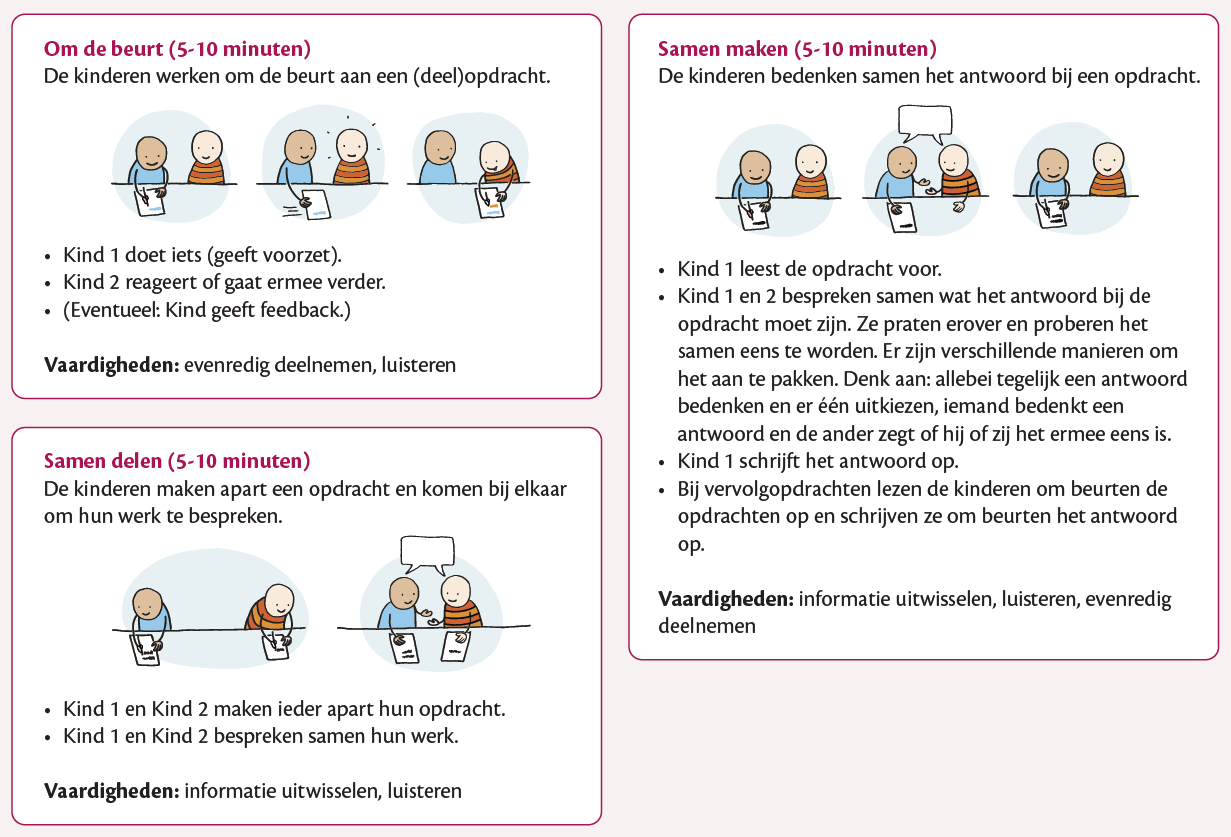 Om de beurt (5-10 minuten)
De kinderen werken om de beurt aan een (deel)opdracht.
• Kind 1 doet iets (geeft voorzet).
• Kind 2 reageert of gaat ermee verder.
• (Eventueel: Kind geeft feedback.)
Vaardigheden: evenredig deelnemen, luisteren
Samen delen (5-10 minuten)
De kinderen maken apart een opdracht en komen bij elkaar
om hun werk te bespreken.
• Kind 1 en Kind 2 maken ieder apart hun opdracht.
• Kind 1 en Kind 2 bespreken samen hun werk.
Vaardigheden: informatie uitwisselen, luisteren
Samen maken (5-10 minuten)
De kinderen bedenken samen het antwoord bij een opdracht.
• Kind 1 leest de opdracht voor.
• Kind 1 en 2 bespreken samen wat het antwoord bij de
opdracht moet zijn. Ze praten erover en proberen het
samen eens te worden. Er zijn verschillende manieren om
het aan te pakken. Denk aan: allebei tegelijk een antwoord
bedenken en er één uitkiezen, iemand bedenkt een
antwoord en de ander zegt of hij of zij het ermee eens is.
• Kind 1 schrijft het antwoord op.
• Bij vervolgopdrachten lezen de kinderen om beurten de
opdrachten op en schrijven ze om beurten het antwoord
op.
Vaardigheden: informatie uitwisselen, luisteren, evenredig
deelnemen